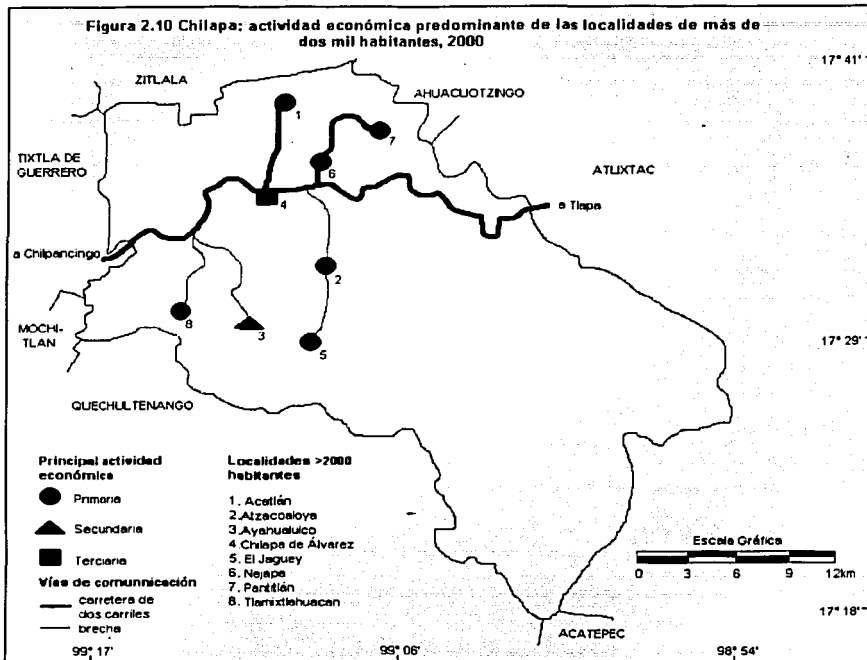 Figura 2.10 Chilapa: actividad económica predominante de las localidades de más de
dos mil habitantes, 2000
17° 41'
ZITLALA
AHUACUOTZINGO
1
7
TIXTLA DE
GUERRERO
6
ATLIXTAC
4
a Tlapa
a Chilpancingo
2
8
3
5
MOCHI-
TLAN
17° 29'
QUECHULTENANGO
Principal actividad
económica
Primaria
Secundaria
Terciaria
Vías de comunnicación
carretera de
dos carriles
brecha
Localidades >2000
habitantes
1. Acatlán
2. Atzacoaloya
3. Ayahualulco
4. Chilapa de Álvarez
5. El Jaguey
6. Nejapa
7. Pantitlán
8. Tlamixtlahuacan
Escala Gráfica
0 3 6 9 12km
17° 18'
ACATEPEC
99° 17'
99° 06'
98° 54'